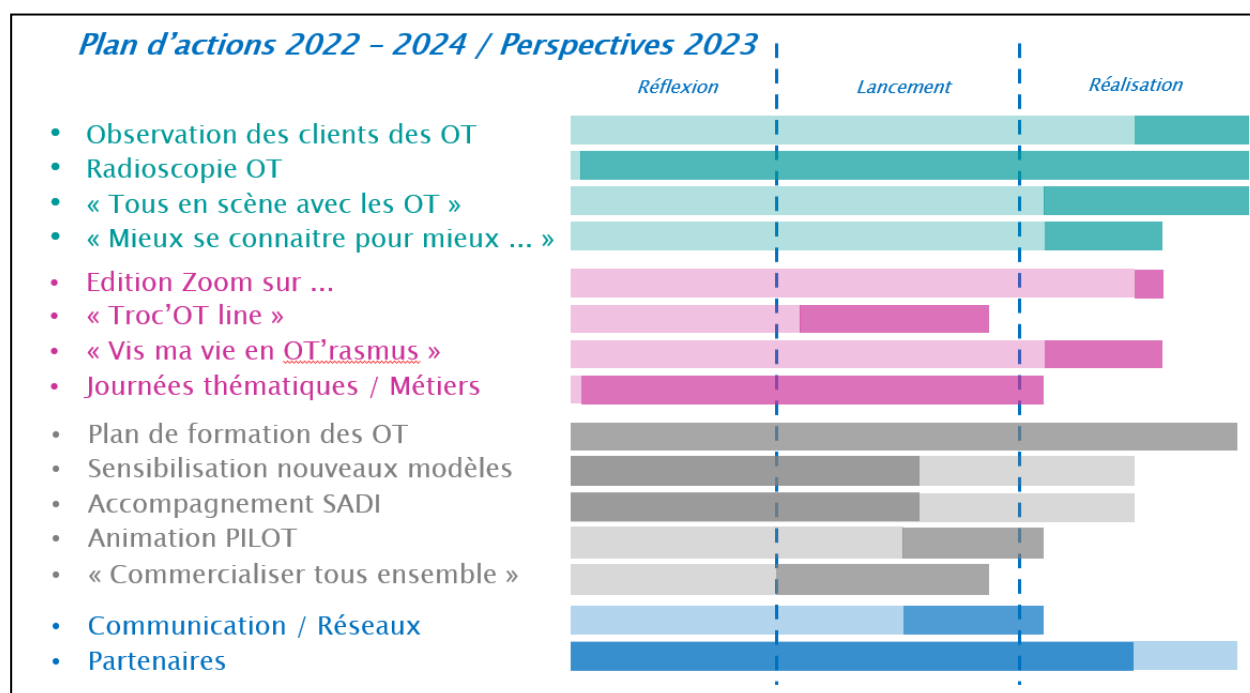 Plan d'actions 2022 – 2024 / Perspectives 2023
Réflexion
Lancement
Réalisation
• Observation des clients des OT
• Radioscopie OT
• « Tous en scène avec les OT »
• « Mieux se connaitre pour mieux ... »
• Edition Zoom sur ...
• « Troc'OT line »
• « Vis ma vie en OT'rasmus »
• Journées thématiques / Métiers
• Plan de formation des OT
• Sensibilisation nouveaux modèles
• Accompagnement SADI
• Animation PILOT
• « Commercialiser tous ensemble »
• Communication / Réseaux
• Partenaires